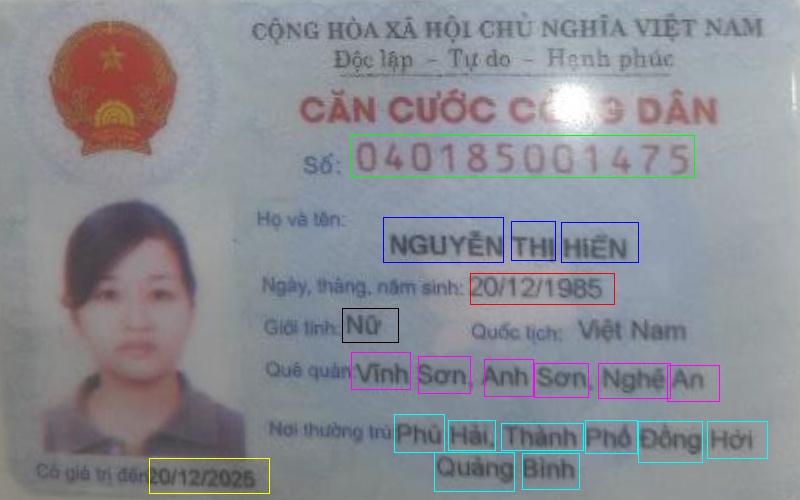 CỘNG HÒA XÃ HỘI CHỦ NGHĨA VIỆT NAM
Độc lập - Tự do - Hạnh phúc
CĂN CƯỚC CÔNG DÂN
Số: 040185001475
Họ và tên:
NGUYỄN THỊ HIỀN
Ngày, tháng, năm sinh: 20/12/1985
Giới tính: Nữ Quốc tịch: Việt Nam
Quê quán: Vĩnh Sơn, Anh Sơn, Nghệ An
Nơi thường trú: Phú Hải, Thành Phố Đồng Hới
Quảng Bình
Có giá trị đến: 20/12/2025